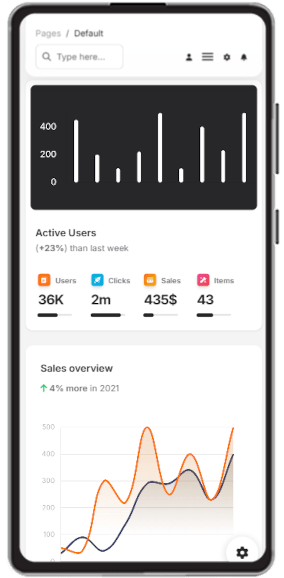 Pages / Default
Type here...
400
200
0
Active Users
(+23%) than last week
Users Clicks Sales Items
36K 2m 435$ 43
Sales overview
4% more in 2021
500
400
300
200
100
0